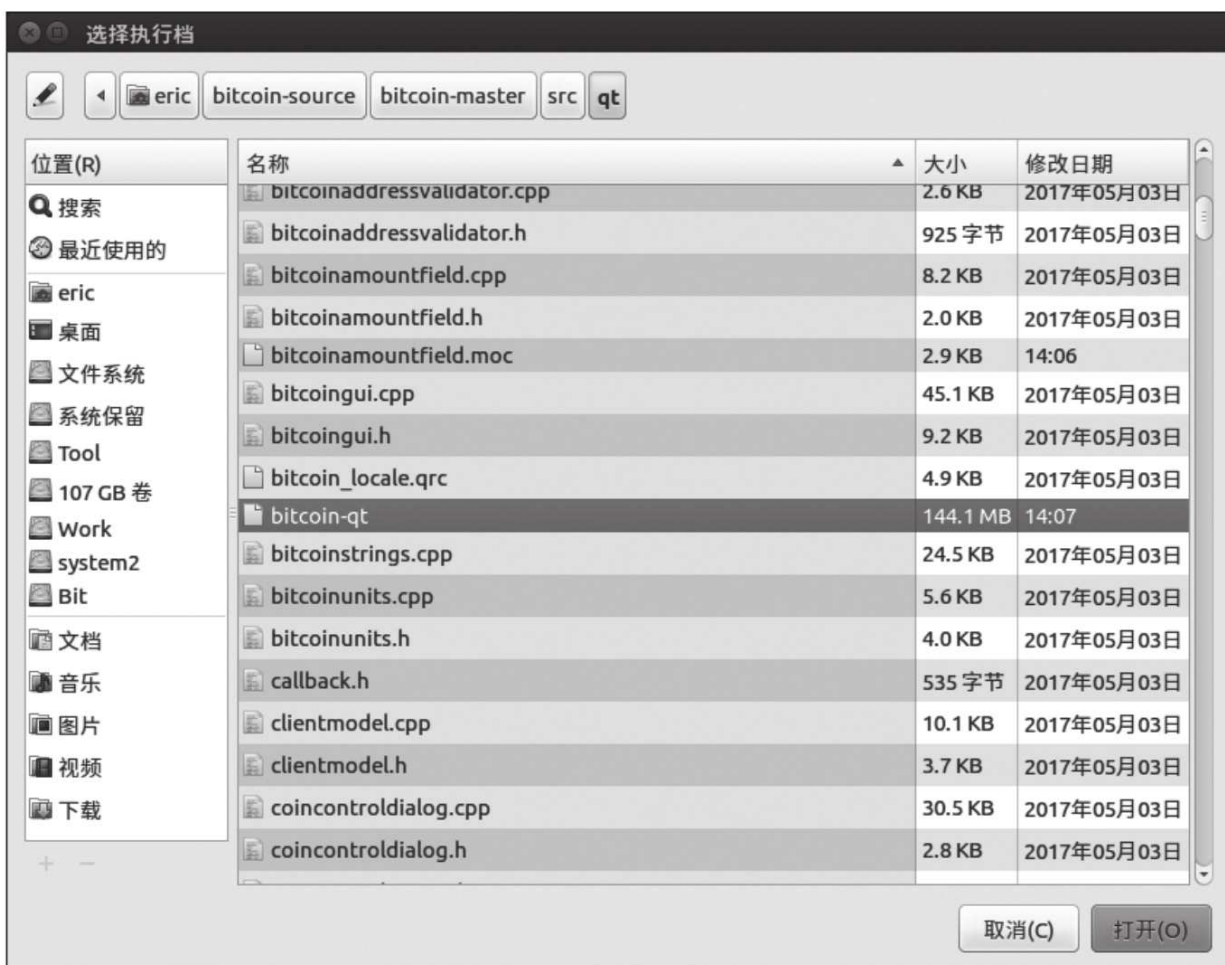 选择执行档
eric bitcoin-source bitcoin-master src qt
位置(R)
搜索
最近使用的
eric
桌面
文件系统
系统保留
Tool
107 GB 卷
Work
system2
Bit
文档
音乐
图片
视频
下载
名称 大小 修改日期
bitcoinaddressvalidator.cpp 2.6 KB 2017年05月03日
bitcoinaddressvalidator.h 925 字节 2017年05月03日
bitcoinamountfield.cpp 8.2 KB 2017年05月03日
bitcoinamountfield.h 2.0 KB 2017年05月03日
bitcoinamountfield.moc 2.9 KB 14:06
bitcoingui.cpp 45.1 KB 2017年05月03日
bitcoingui.h 9.2 KB 2017年05月03日
bitcoin_locale.qrc 4.9 KB 2017年05月03日
bitcoin-qt 144.1 MB 14:07
bitcoinstrings.cpp 24.5 KB 2017年05月03日
bitcoinunits.cpp 5.6 KB 2017年05月03日
bitcoinunits.h 4.0 KB 2017年05月03日
callback.h 535 字节 2017年05月03日
clientmodel.cpp 10.1 KB 2017年05月03日
clientmodel.h 3.7 KB 2017年05月03日
coincontroldialog.cpp 30.5 KB 2017年05月03日
coincontroldialog.h 2.8 KB 2017年05月03日
取消(C) 打开(O)